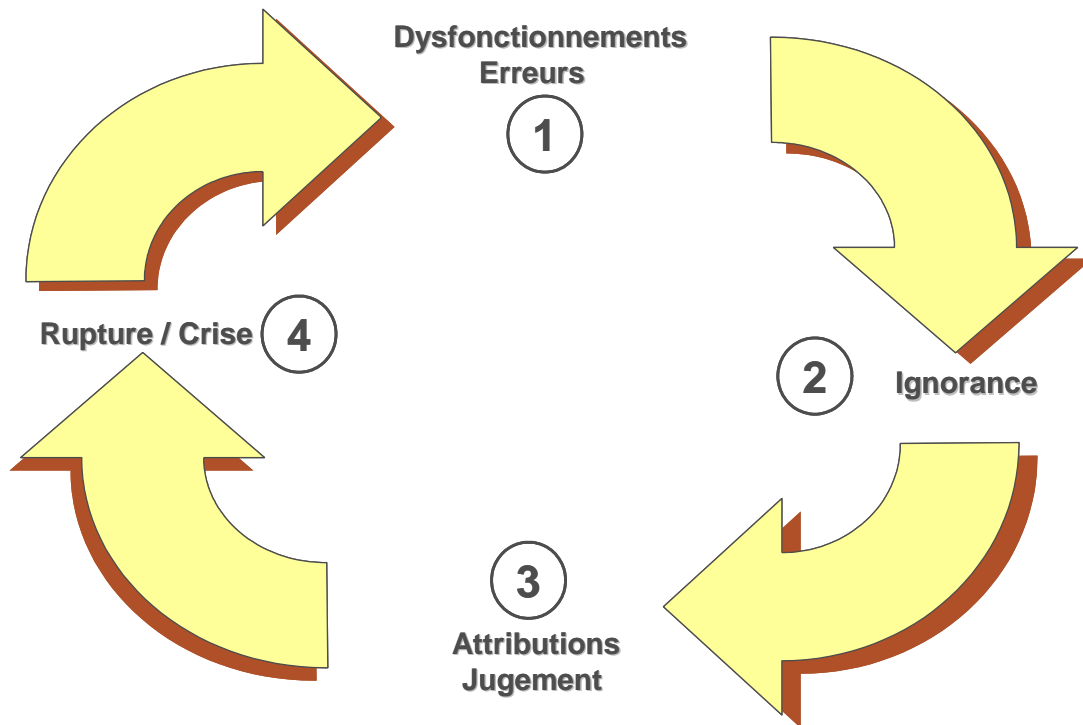 Dysfonctionnements
Erreurs
1
2
Ignorance
3
Attributions
Jugement
Rupture / Crise
4